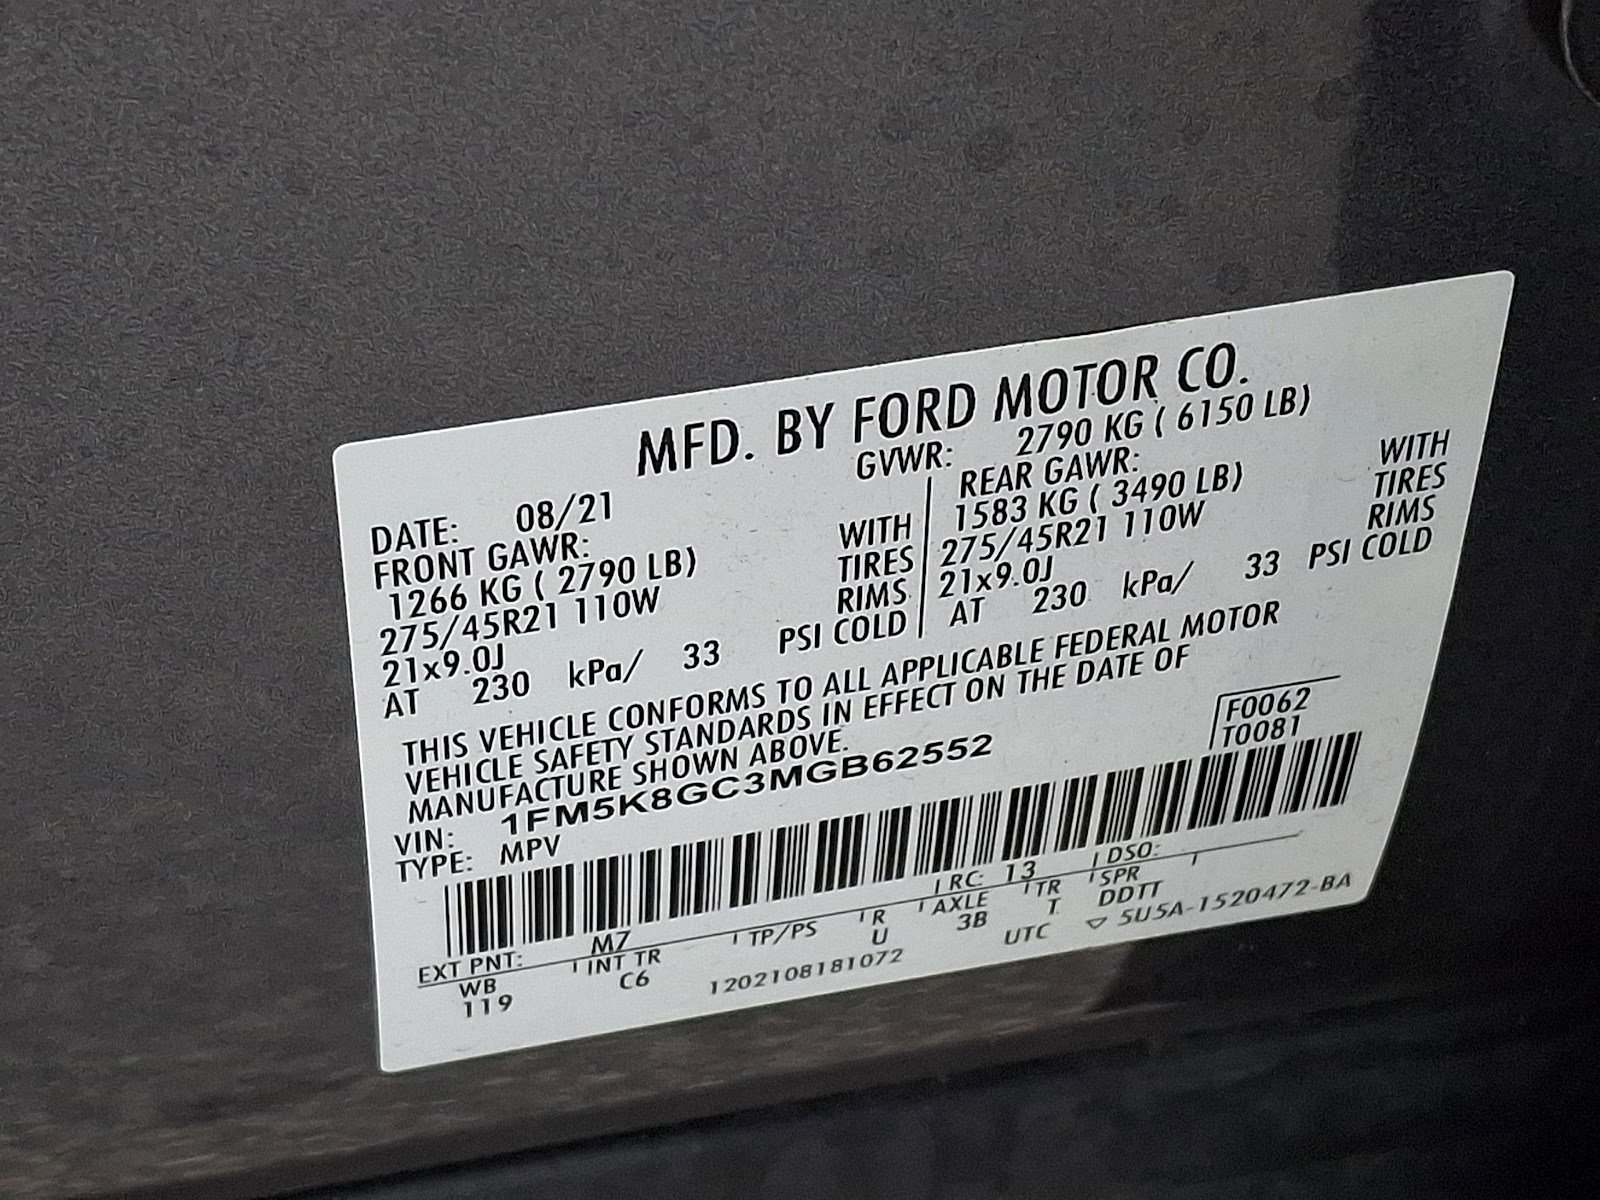 MFD. BY FORD MOTOR CO.
GVWR: 2790 KG ( 6150 LB)
DATE: 08/21
FRONT GAWR:
1266 KG ( 2790 LB) WITH
275/45R21 110W TIRES
21x9.0J RIMS
AT 230 kPa/ 33 PSI COLD
REAR GAWR:
1583 KG ( 3490 LB) WITH
275/45R21 110W TIRES
21x9.0J RIMS
AT 230 kPa/ 33 PSI COLD
THIS VEHICLE CONFORMS TO ALL APPLICABLE FEDERAL MOTOR
VEHICLE SAFETY STANDARDS IN EFFECT ON THE DATE OF
MANUFACTURE SHOWN ABOVE.
F0062
T0081
VIN: 1FM5K8GC3MGB62552
TYPE: MPV
EXT PNT: M7 RC: 13 DSO:
WB INT TR TP/PS R AXLE TR SPR
119 C6 U 3B T DDTT
1202108181072 UTC ▽ 5U5A-1520472-BA